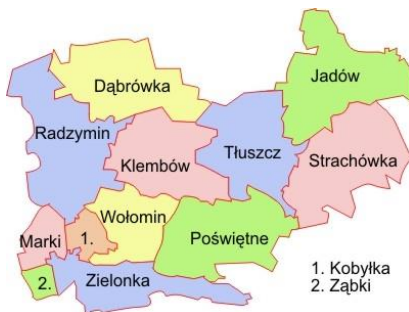 Jadów
Dąbrówka
Radzymin
Tłuszcz
Klembów
Strachówka
Wołomin
Marki
1.
Poświętne
2.
Zielonka
1. Kobyłka
2. Ząbki